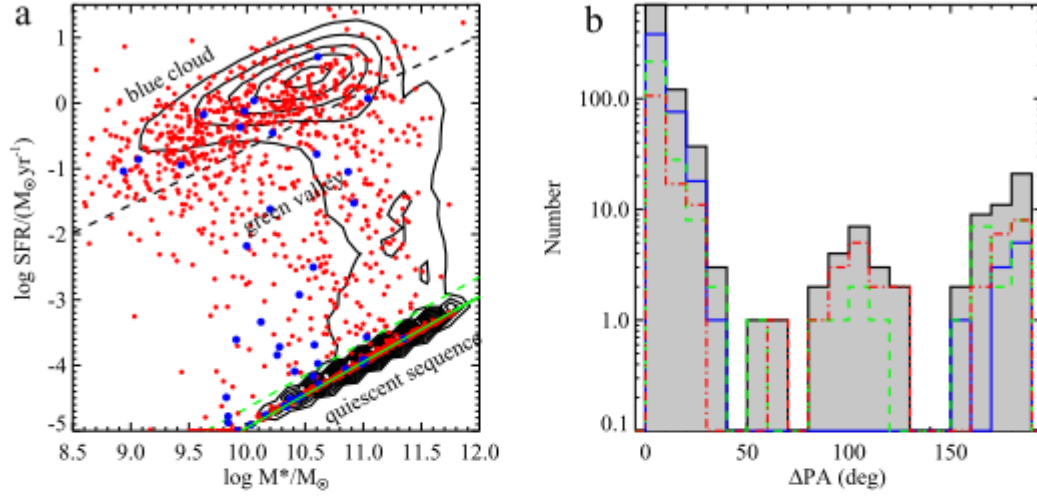 a
b
log SFR/(M☉yr⁻¹)
1
0
-1
-2
-3
-4
-5
blue cloud
green valley
quiescent sequence
8.5 9.0 9.5 10.0 10.5 11.0 11.5 12.0
log M*/M☉
Number
100.0
10.0
1.0
0.1
0 50 100 150
ΔPA (deg)